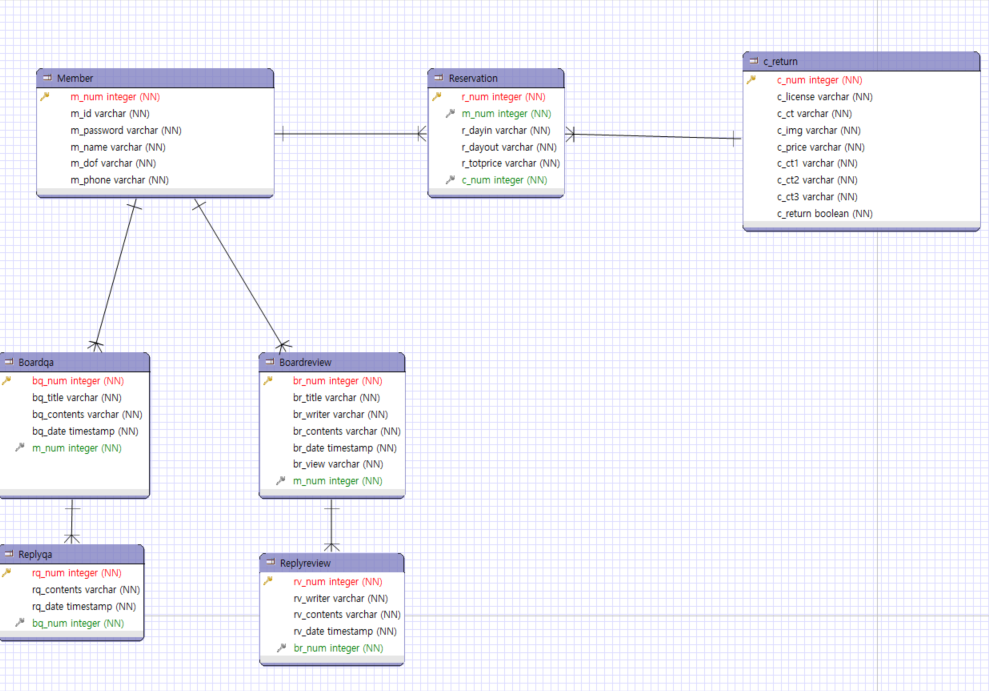 Member
m_num integer (NN)
m_id varchar (NN)
m_password varchar (NN)
m_name varchar (NN)
m_dof varchar (NN)
m_phone varchar (NN)
Reservation
r_num integer (NN)
m_num integer (NN)
r_dayin varchar (NN)
r_dayout varchar (NN)
r_totprice varchar (NN)
c_num integer (NN)
c_return
c_num integer (NN)
c_license varchar (NN)
c_ct varchar (NN)
c_img varchar (NN)
c_price varchar (NN)
c_ct1 varchar (NN)
c_ct2 varchar (NN)
c_ct3 varchar (NN)
c_return boolean (NN)
Boardqa
bq_num integer (NN)
bq_title varchar (NN)
bq_contents varchar (NN)
bq_date timestamp (NN)
m_num integer (NN)
Boardreview
br_num integer (NN)
br_title varchar (NN)
br_writer varchar (NN)
br_contents varchar (NN)
br_date timestamp (NN)
br_view varchar (NN)
m_num integer (NN)
Replyqa
rq_num integer (NN)
rq_contents varchar (NN)
rq_date timestamp (NN)
bq_num integer (NN)
Replyreview
rv_num integer (NN)
rv_writer varchar (NN)
rv_contents varchar (NN)
rv_date timestamp (NN)
br_num integer (NN)